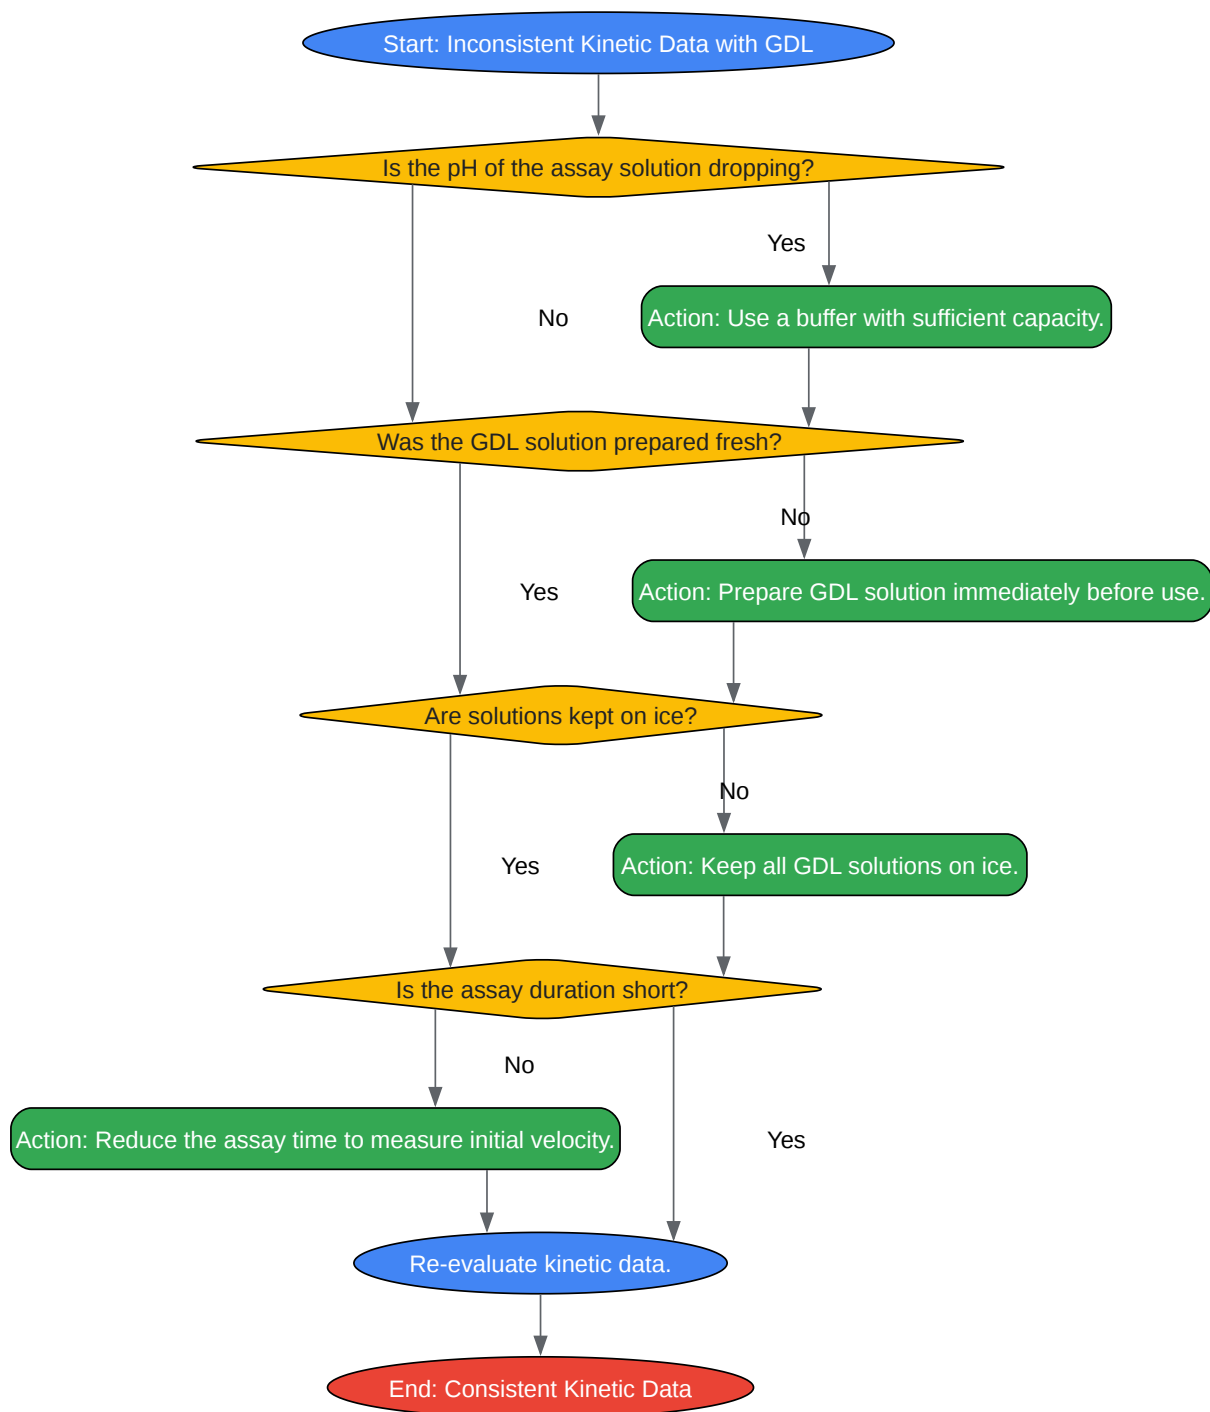 Start: Inconsistent Kinetic Data with GDL
Is the pH of the assay solution dropping?
Yes
No
Action: Use a buffer with sufficient capacity.
Was the GDL solution prepared fresh?
No
Yes
Action: Prepare GDL solution immediately before use.
Are solutions kept on ice?
No
Yes
Action: Keep all GDL solutions on ice.
Is the assay duration short?
No
Action: Reduce the assay time to measure initial velocity.
Yes
Re-evaluate kinetic data.
End: Consistent Kinetic Data